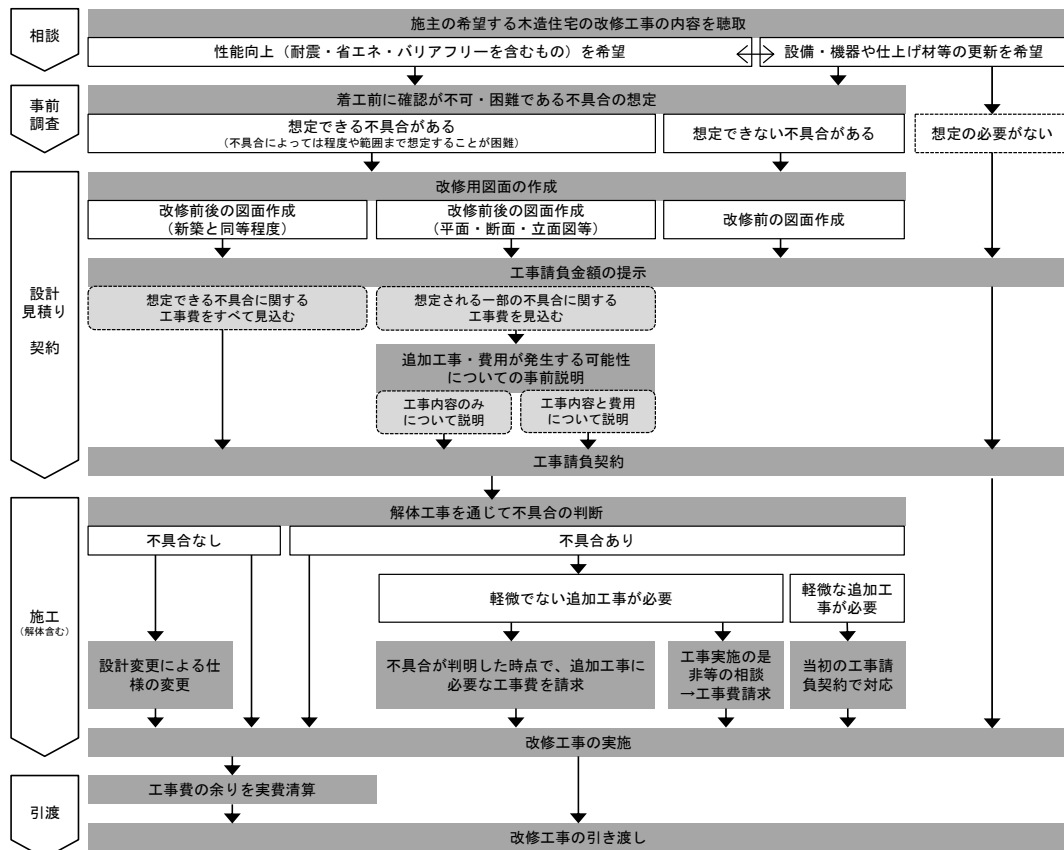 相談
施主の希望する木造住宅の改修工事の内容を聴取
性能向上（耐震・省エネ・バリアフリーを含むもの）を希望
設備・機器や仕上げ材等の更新を希望
事前
調査
着工前に確認が不可・困難である不具合の想定
想定できる不具合がある
（不具合によっては程度や範囲まで想定することが困難）
想定できない不具合がある
想定の必要がない
設計
見積り
契約
改修用図面の作成
改修前後の図面作成
（新築と同等程度）
改修前後の図面作成
（平面・断面・立面図等）
改修前の図面作成
工事請負金額の提示
想定できる不具合に関する
工事費をすべて見込む
想定される一部の不具合に関する
工事費を見込む
追加工事・費用が発生する可能性
についての事前説明
工事内容のみ
について説明
工事内容と費用
について説明
工事請負契約
施工
（解体含む）
解体工事を通じて不具合の判断
不具合なし
不具合あり
軽微でない追加工事が必要
軽微な追加工
事が必要
設計変更による仕
様の変更
不具合が判明した時点で、追加工事に
必要な工事費を請求
工事実施の是
非等の相談
→工事費請求
当初の工事請
負契約で対応
改修工事の実施
引渡
工事費の余りを実費清算
改修工事の引き渡し